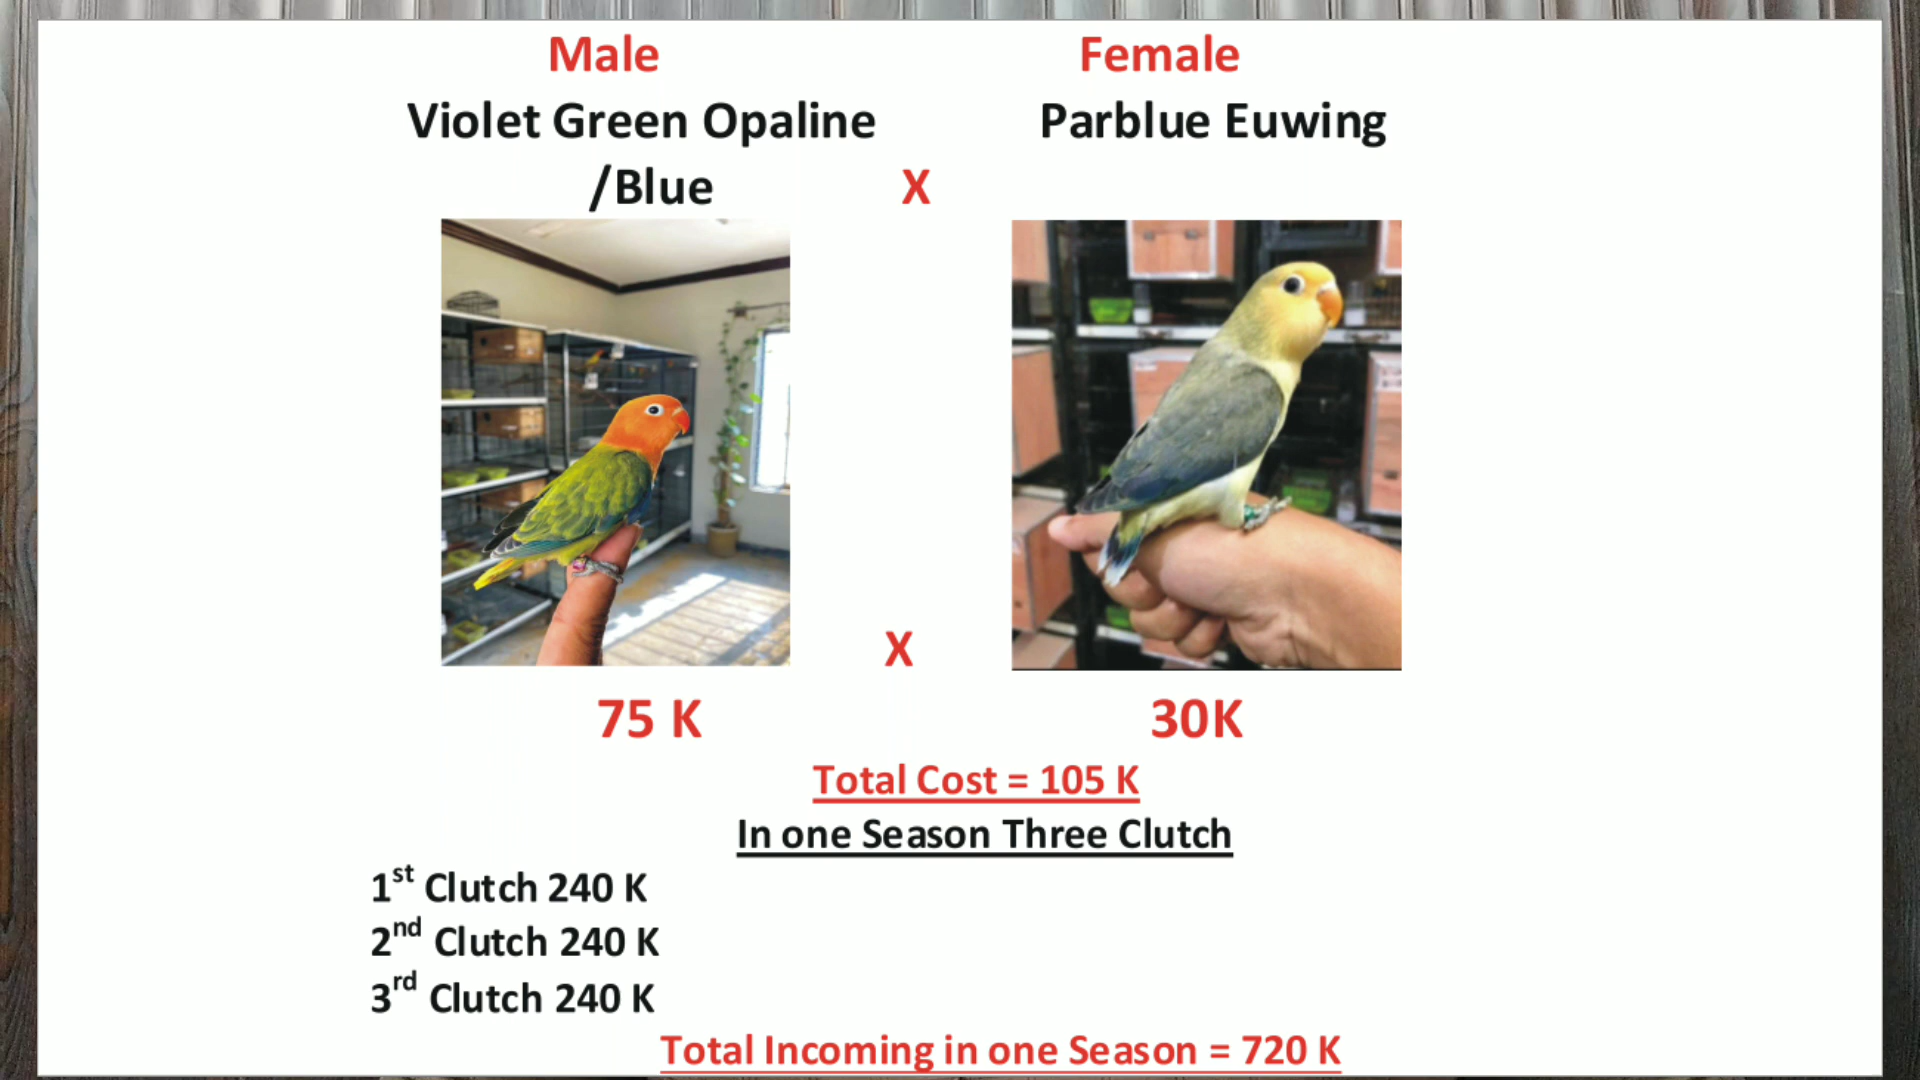 Male Female
Violet Green Opaline Parblue Euwing
/Blue X
X
75 K 30K
Total Cost = 105 K
In one Season Three Clutch
1st Clutch 240 K
2nd Clutch 240 K
3rd Clutch 240 K
Total Incoming in one Season = 720 K